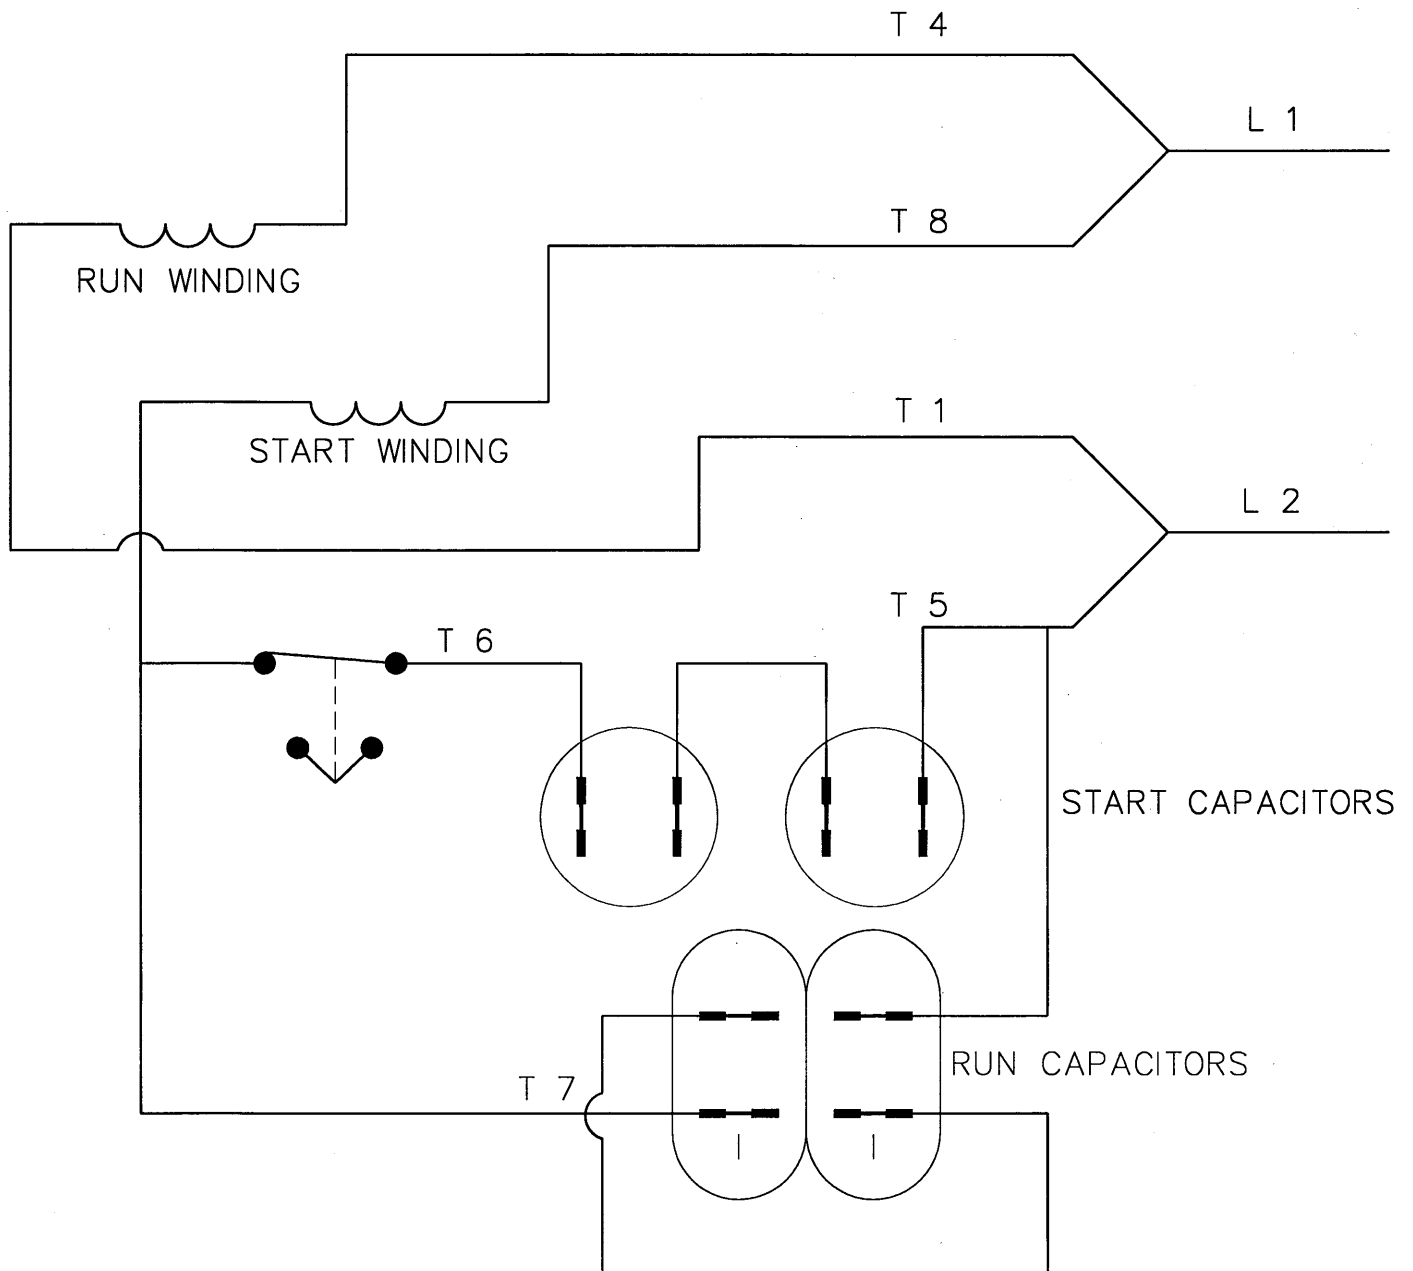 T 4
L 1
T 8
RUN WINDING
T 1
START WINDING
L 2
T 5
T 6
START CAPACITORS
RUN CAPACITORS
T 7